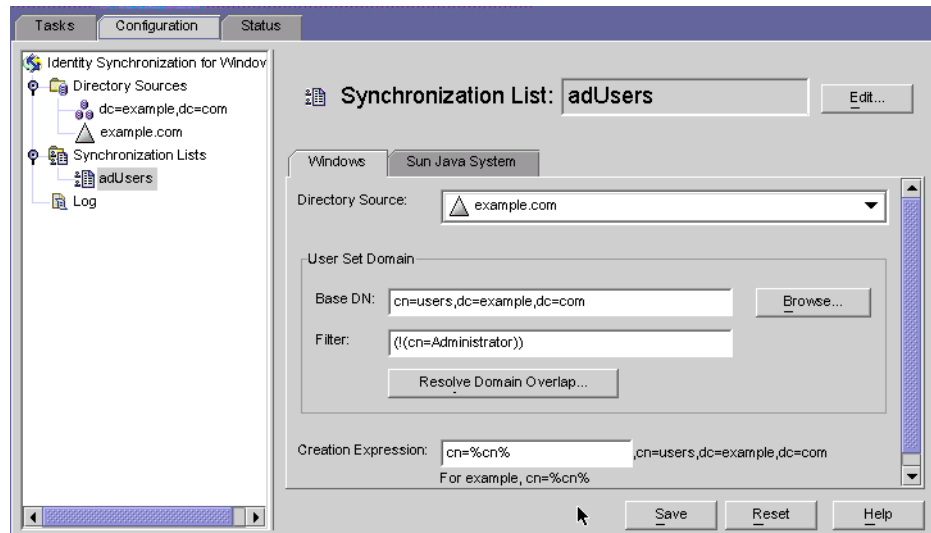 Tasks Configuration Status
Identity Synchronization for Window
Directory Sources
dc=example,dc=com
example.com
Synchronization Lists
adUsers
Log
Synchronization List: adUsers Edit...
Windows Sun Java System
Directory Source: example.com
User Set Domain
Base DN: cn=users,dc=example,dc=com Browse...
Filter: (!(cn=Administrator))
Resolve Domain Overlap...
Creation Expression: cn=%cn% ,cn=users,dc=example,dc=com
For example, cn=%cn%
Save Reset Help